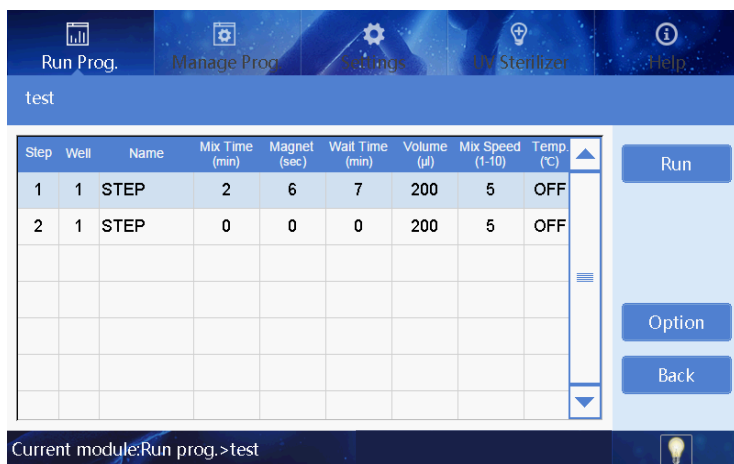 Run Prog. Manage Prog. Settings UV Sterilizer Help
test
Step Well Name Mix Time (min) Magnet (sec) Wait Time (min) Volume (μl) Mix Speed (1-10) Temp. (℃)
1 1 STEP 2 6 7 200 5 OFF
2 1 STEP 0 0 0 200 5 OFF
Run
Option
Back
Current module:Run prog.>test